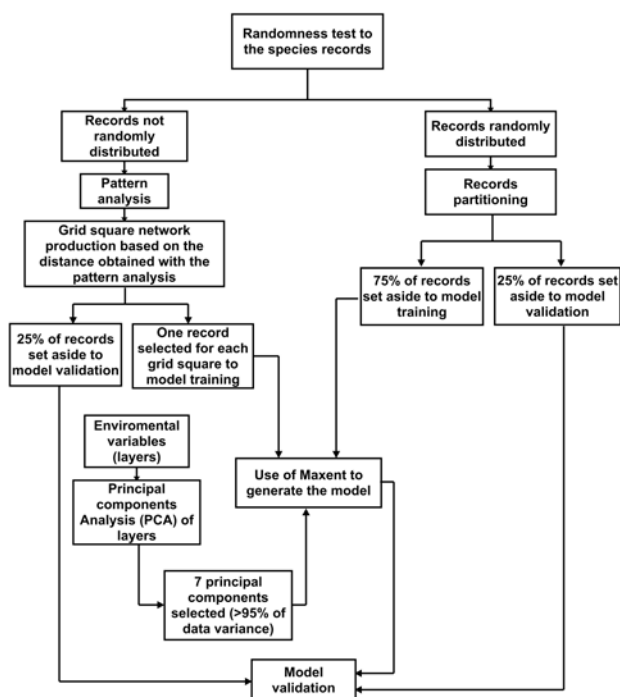 Randomness test to
the species records
Records not
randomly
distributed
Records randomly
distributed
Pattern
analysis
Records
partitioning
Grid square network
production based on the
distance obtained with the
pattern analysis
75% of records
set aside to model
training
25% of records set
aside to model
validation
25% of records
set aside to
model validation
One record
selected for each
grid square to
model training
Enviromental
variables
(layers)
Use of Maxent to
generate the model
Principal
components
Analysis (PCA) of
layers
7 principal
components
selected (>95% of
data variance)
Model
validation